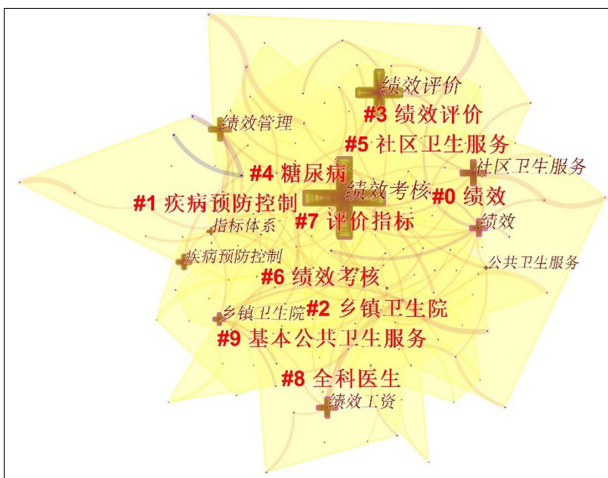 绩效评价
#3 绩效评价
绩效管理
#5 社区卫生服务
#4 糖尿病
社区卫生服务
绩效考核
#0 绩效
#1 疾病预防控制
#7 评价指标
绩效
指标体系
疾病预防控制
公共卫生服务
#6 绩效考核
乡镇卫生院
#2 乡镇卫生院
#9 基本公共卫生服务
#8 全科医生
绩效工资